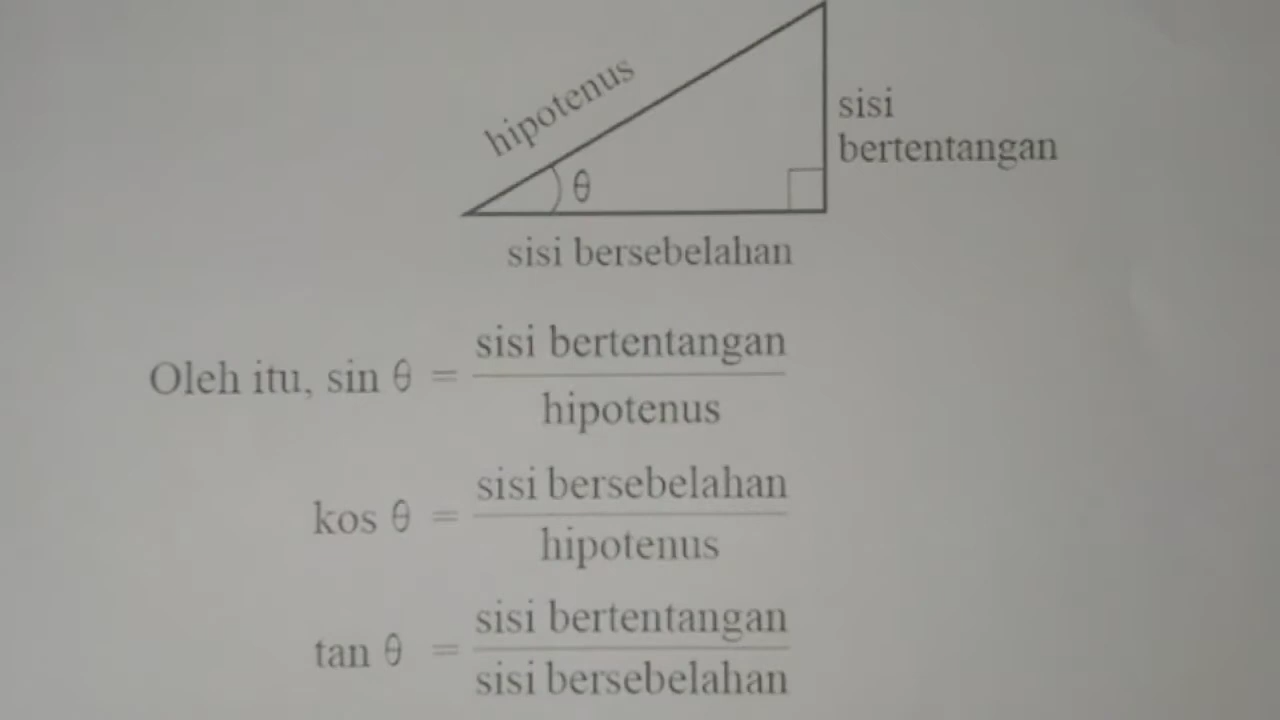 hipotenus
sisi
bertentangan
θ
sisi bersebelahan
Oleh itu, sin θ = sisi bertentangan
hipotenus
kos θ = sisi bersebelahan
hipotenus
tan θ = sisi bertentangan
sisi bersebelahan